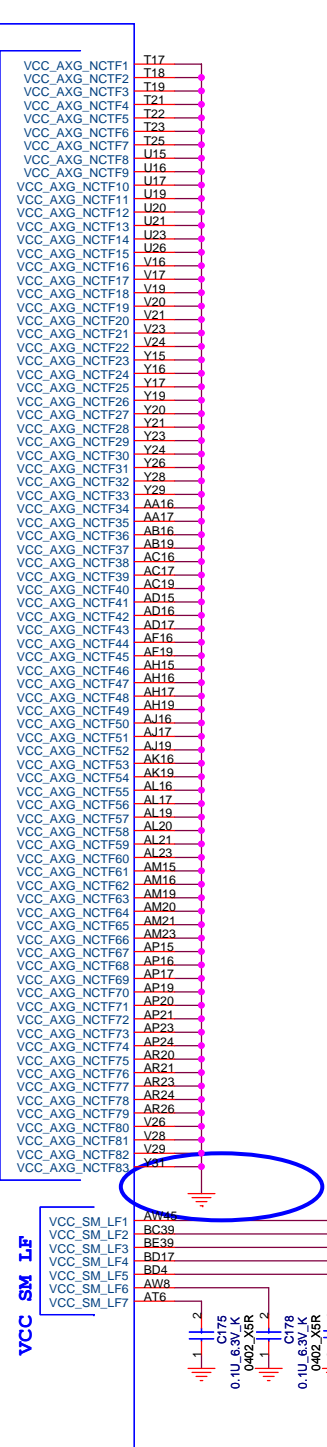 VCC_AXG_NCTF1 T17
VCC_AXG_NCTF2 T18
VCC_AXG_NCTF3 T19
VCC_AXG_NCTF4 T21
VCC_AXG_NCTF5 T22
VCC_AXG_NCTF6 T23
VCC_AXG_NCTF7 T25
VCC_AXG_NCTF8 U15
VCC_AXG_NCTF9 U16
VCC_AXG_NCTF10 U17
VCC_AXG_NCTF11 U19
VCC_AXG_NCTF12 U20
VCC_AXG_NCTF13 U21
VCC_AXG_NCTF14 U23
VCC_AXG_NCTF15 U26
VCC_AXG_NCTF16 V16
VCC_AXG_NCTF17 V17
VCC_AXG_NCTF18 V19
VCC_AXG_NCTF19 V20
VCC_AXG_NCTF20 V21
VCC_AXG_NCTF21 V23
VCC_AXG_NCTF22 V24
VCC_AXG_NCTF23 Y15
VCC_AXG_NCTF24 Y16
VCC_AXG_NCTF25 Y17
VCC_AXG_NCTF26 Y19
VCC_AXG_NCTF27 Y20
VCC_AXG_NCTF28 Y21
VCC_AXG_NCTF29 Y23
VCC_AXG_NCTF30 Y24
VCC_AXG_NCTF31 Y26
VCC_AXG_NCTF32 Y28
VCC_AXG_NCTF33 Y29
VCC_AXG_NCTF34 AA16
VCC_AXG_NCTF35 AA17
VCC_AXG_NCTF36 AB16
VCC_AXG_NCTF37 AB19
VCC_AXG_NCTF38 AC16
VCC_AXG_NCTF39 AC17
VCC_AXG_NCTF40 AC19
VCC_AXG_NCTF41 AD15
VCC_AXG_NCTF42 AD16
VCC_AXG_NCTF43 AD17
VCC_AXG_NCTF44 AF16
VCC_AXG_NCTF45 AF19
VCC_AXG_NCTF46 AH15
VCC_AXG_NCTF47 AH16
VCC_AXG_NCTF48 AH17
VCC_AXG_NCTF49 AH19
VCC_AXG_NCTF50 AJ16
VCC_AXG_NCTF51 AJ17
VCC_AXG_NCTF52 AJ19
VCC_AXG_NCTF53 AK16
VCC_AXG_NCTF54 AK19
VCC_AXG_NCTF55 AL16
VCC_AXG_NCTF56 AL17
VCC_AXG_NCTF57 AL19
VCC_AXG_NCTF58 AL20
VCC_AXG_NCTF59 AL21
VCC_AXG_NCTF60 AL23
VCC_AXG_NCTF61 AM15
VCC_AXG_NCTF62 AM16
VCC_AXG_NCTF63 AM19
VCC_AXG_NCTF64 AM20
VCC_AXG_NCTF65 AM21
VCC_AXG_NCTF66 AM23
VCC_AXG_NCTF67 AP15
VCC_AXG_NCTF68 AP16
VCC_AXG_NCTF69 AP17
VCC_AXG_NCTF70 AP19
VCC_AXG_NCTF71 AP20
VCC_AXG_NCTF72 AP21
VCC_AXG_NCTF73 AP23
VCC_AXG_NCTF74 AP24
VCC_AXG_NCTF75 AR20
VCC_AXG_NCTF76 AR21
VCC_AXG_NCTF77 AR23
VCC_AXG_NCTF78 AR24
VCC_AXG_NCTF79 AR26
VCC_AXG_NCTF80 V26
VCC_AXG_NCTF81 V28
VCC_AXG_NCTF82 V29
VCC_AXG_NCTF83 Y31
VCC SM LF
VCC_SM_LF1 AW45
VCC_SM_LF2 BC39
VCC_SM_LF3 BE39
VCC_SM_LF4 BD17
VCC_SM_LF5 BD4
VCC_SM_LF6 AW8
VCC_SM_LF7 AT6
1 2
C175
0.1U_6.3V_K
0402_X5R
1 2
C178
0.1U_6.3V_K
0402_X5R